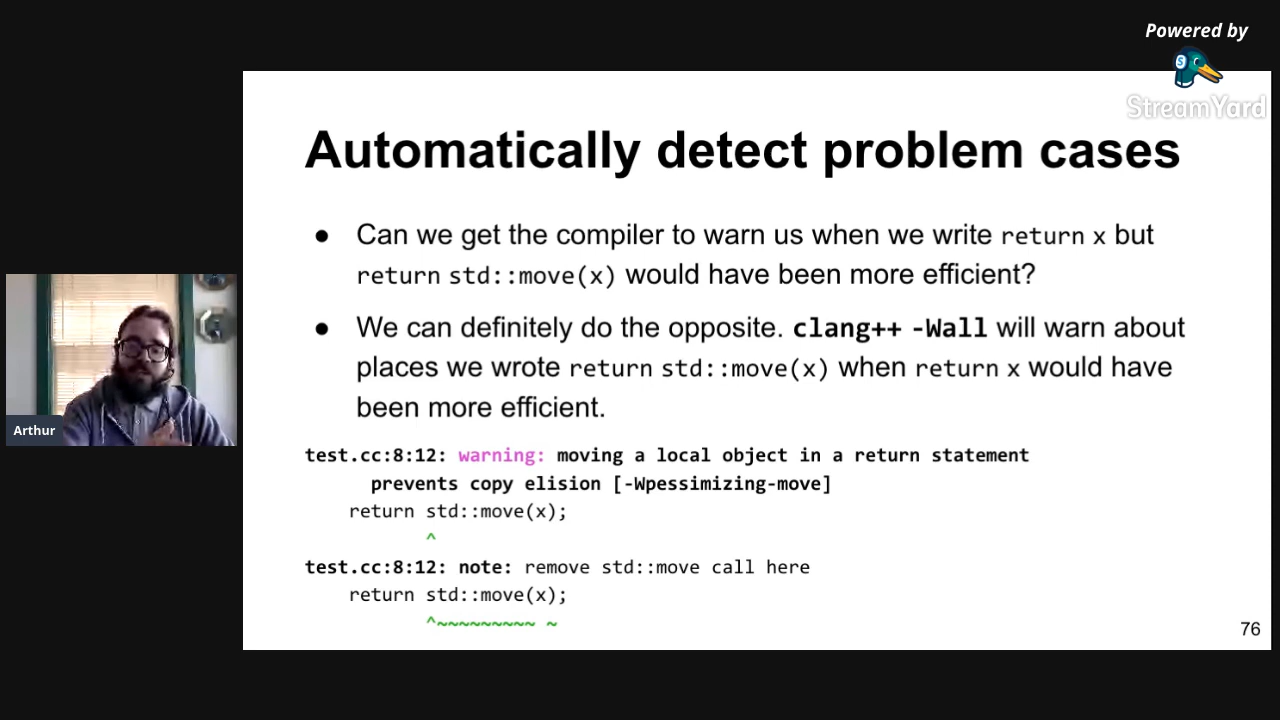 Powered by
StreamYard
Automatically detect problem cases
● Can we get the compiler to warn us when we write return x but
return std::move(x) would have been more efficient?
● We can definitely do the opposite. clang++ -Wall will warn about
places we wrote return std::move(x) when return x would have
been more efficient.
test.cc:8:12: warning: moving a local object in a return statement
prevents copy elision [-Wpessimizing-move]
return std::move(x);
^
test.cc:8:12: note: remove std::move call here
return std::move(x);
^~~~~~~~~~ ~
76
Arthur